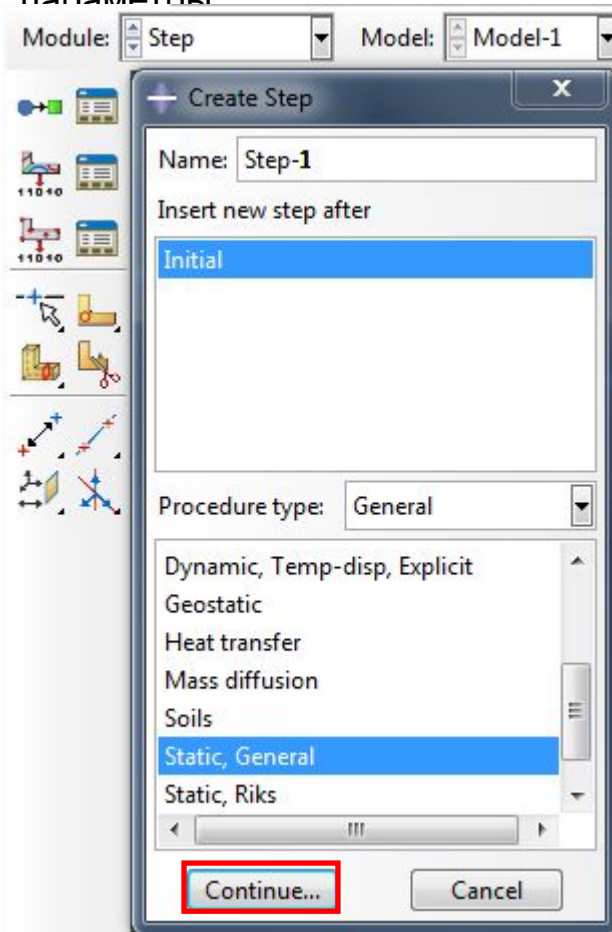 параметры
Module: Step Model: Model-1
Create Step
Name: Step-1
Insert new step after
Initial
Procedure type: General
Dynamic, Temp-disp, Explicit
Geostatic
Heat transfer
Mass diffusion
Soils
Static, General
Static, Riks
Continue... Cancel